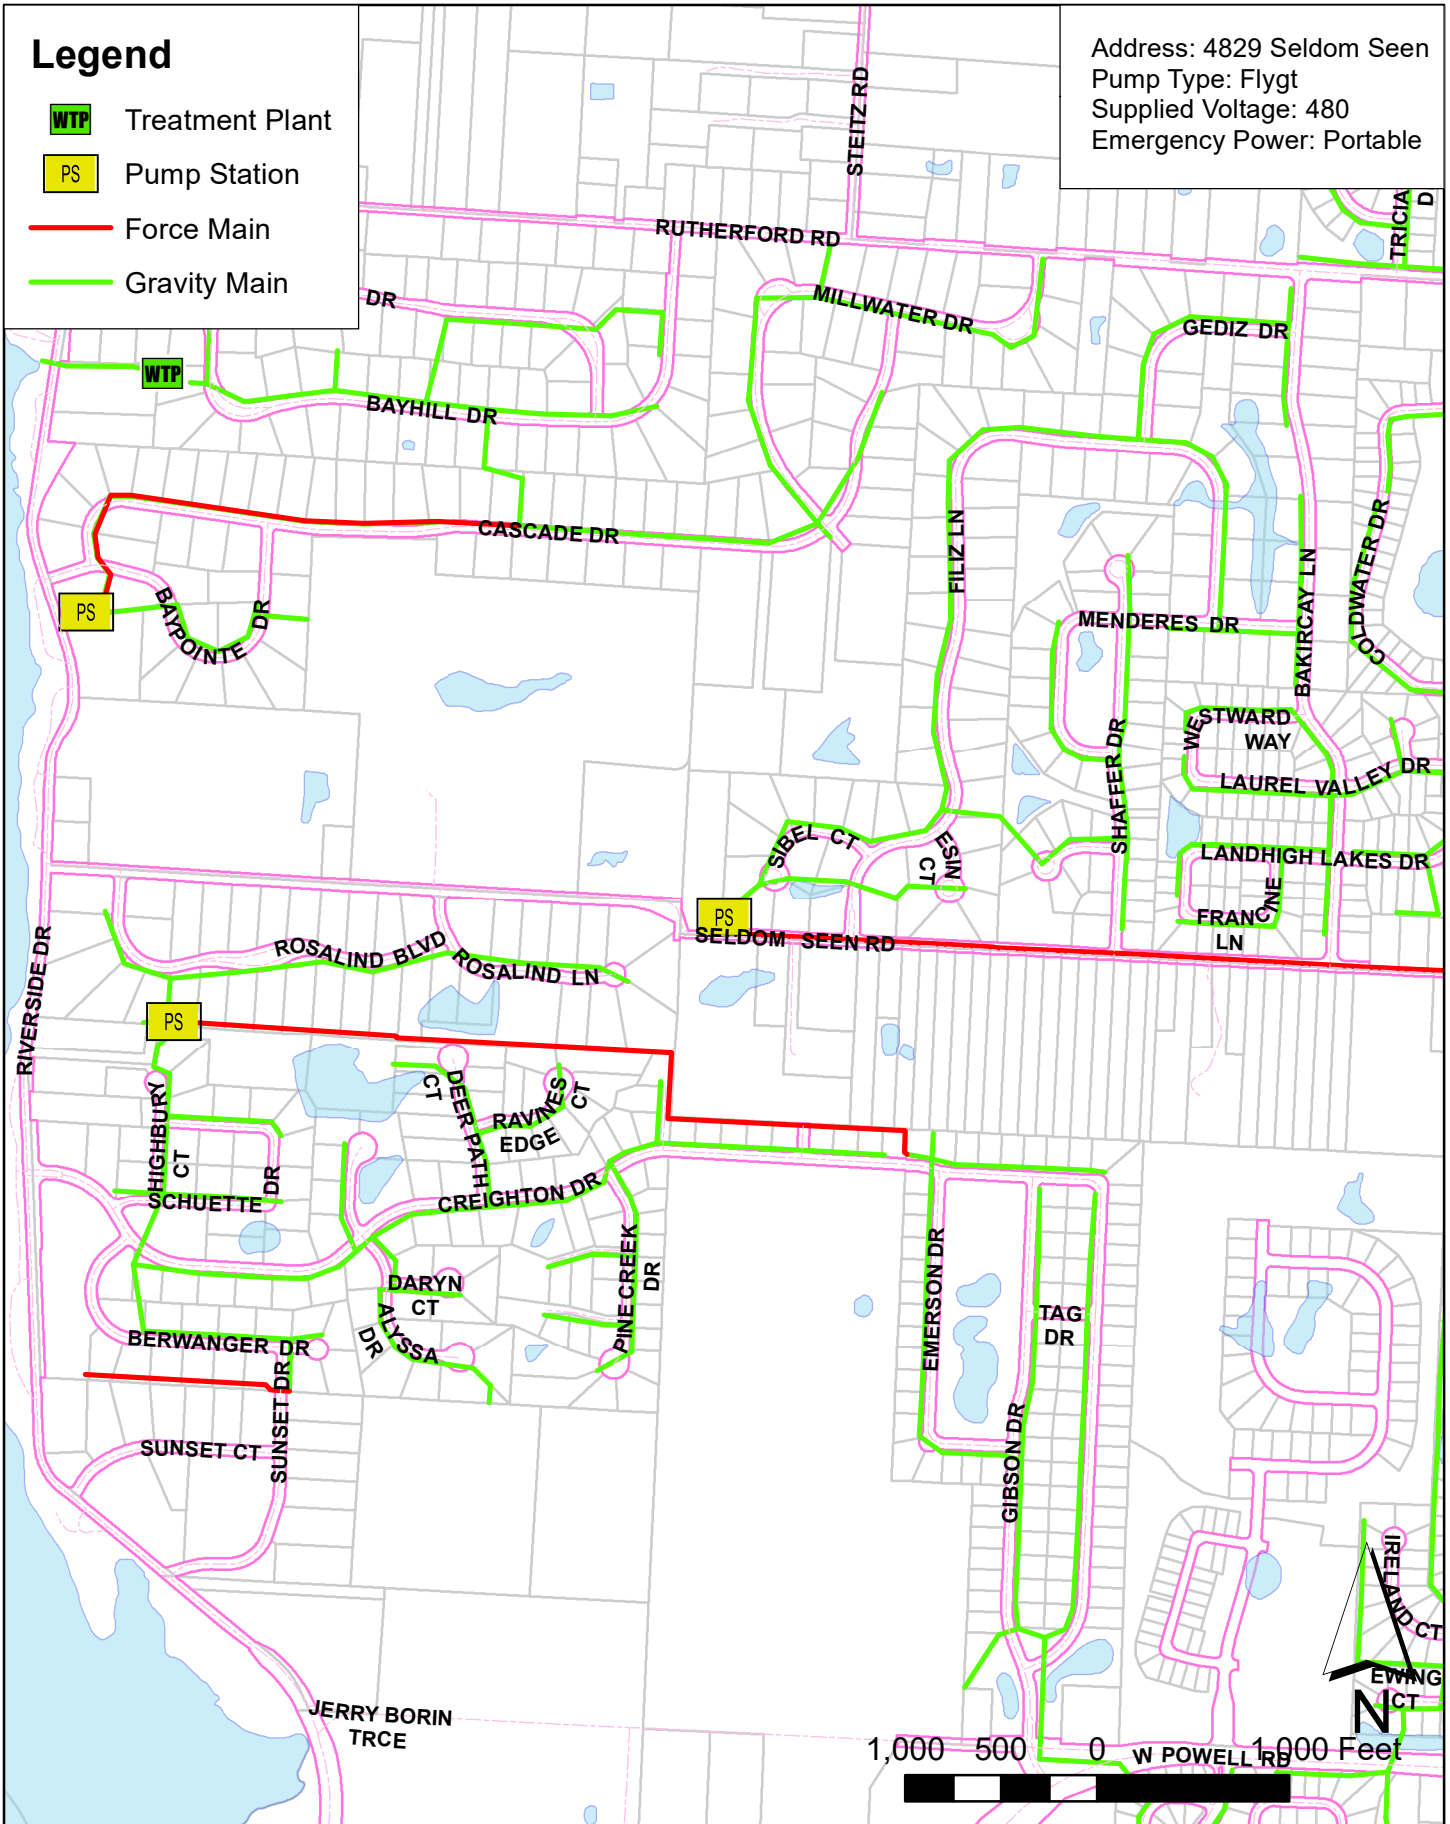 Legend
WTP Treatment Plant
PS Pump Station
Force Main
Gravity Main
Address: 4829 Seldom Seen
Pump Type: Flygt
Supplied Voltage: 480
Emergency Power: Portable
STEITZ RD
TRICIA
D
RUTHERFORD RD
DR
MILLWATER DR
GEDIZ DR
WTP
BAYHILL DR
CASCADE DR
FILIZ LN
COLDWATER DR
BAKIRCAY LN
PS
BAYPOINTE DR
MENDERES DR
SHAFFER DR
WESTWARD
WAY
LAUREL VALLEY DR
SIBEL CT
ESIN
CT
LANDHIGH LAKES DR
PS
FRANCINE
LN
SELDOM SEEN RD
RIVERSIDE DR
ROSALIND BLVD
ROSALIND LN
PS
HIGHBURY
CT
DEER PATH
CT
RAVINES
EDGE
CT
SCHUETTE DR
CREIGHTON DR
PINECREEK
DR
EMERSON DR
DARYN
CT
ALYSSA
DR
TAG
DR
BERWANGER DR
SUNSET DR
SUNSET CT
GIBSON DR
IRELAND CT
EWING
CT
N
JERRY BORIN
TRCE
W POWELL RD
1,000 500 0 1,000 Feet